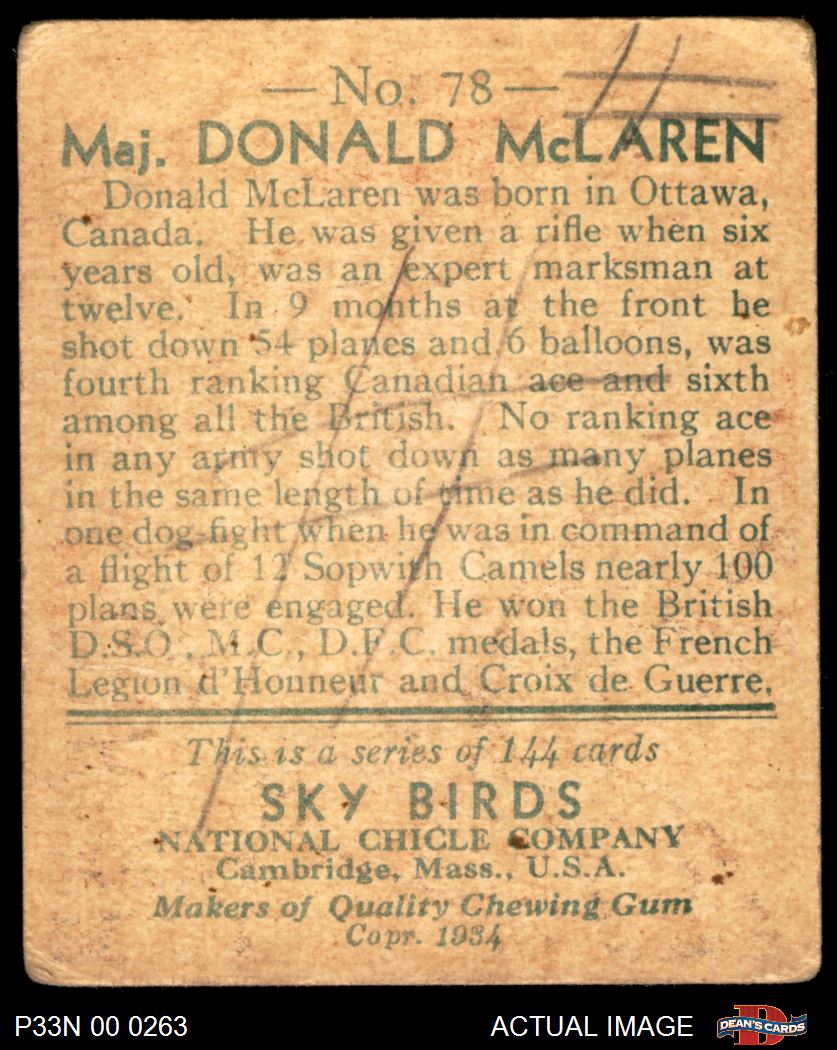 — No. 78 —
Maj. DONALD McLAREN
Donald McLaren was born in Ottawa,
Canada. He was given a rifle when six
years old, was an expert marksman at
twelve. In 9 months at the front he
shot down 54 planes and 6 balloons, was
fourth ranking Canadian ace and sixth
among all the British. No ranking ace
in any army shot down as many planes
in the same length of time as he did. In
one dog-fight when he was in command of
a flight of 12 Sopwith Camels nearly 100
plans were engaged. He won the British
D.S.O., M.C., D.F.C. medals, the French
Legion d'Honneur and Croix de Guerre.
This is a series of 144 cards
SKY BIRDS
NATIONAL CHICLE COMPANY
Cambridge, Mass., U.S.A.
Makers of Quality Chewing Gum
Copr. 1934
P33N 00 0263 ACTUAL IMAGE D DEAN'S CARDS